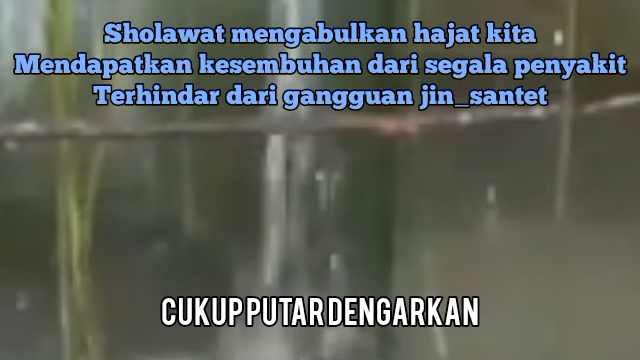 Sholawat mengabulkan hajat kita
Mendapatkan kesembuhan dari segala penyakit
Terhindar dari gangguan jin_santet
CUKUP PUTAR DENGARKAN